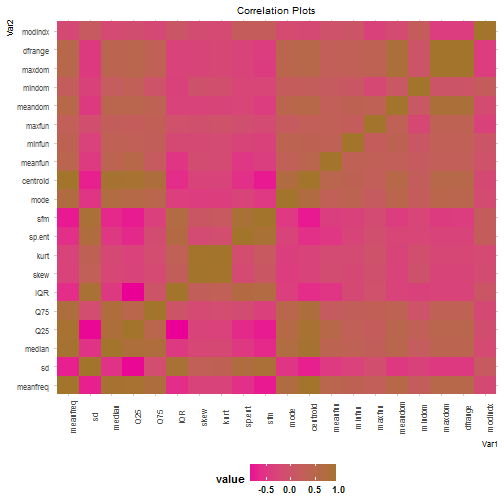 Correlation Plots
Var2
modindx
dfrange
maxdom
mindom
meandom
maxfun
minfun
meanfun
centroid
mode
sfm
sp.ent
kurt
skew
IQR
Q75
Q25
median
sd
meanfreq
meanfreq sd median Q25 Q75 IQR skew kurt sp.ent sfm mode centroid meanfun minfun maxfun meandom mindom maxdom dfrange modindx
Var1
value
-0.5 0.0 0.5 1.0